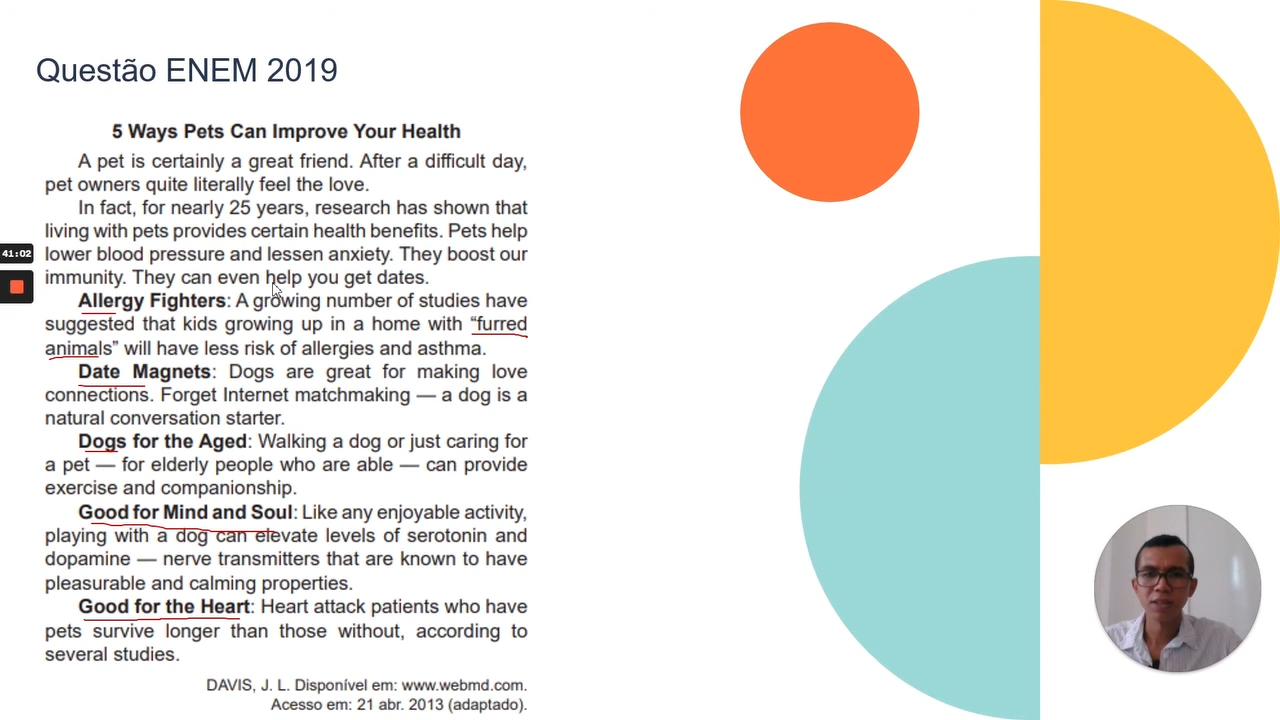 Questão ENEM 2019
5 Ways Pets Can Improve Your Health
A pet is certainly a great friend. After a difficult day,
pet owners quite literally feel the love.
In fact, for nearly 25 years, research has shown that
living with pets provides certain health benefits. Pets help
lower blood pressure and lessen anxiety. They boost our
immunity. They can even help you get dates.
Allergy Fighters: A growing number of studies have
suggested that kids growing up in a home with “furred
animals” will have less risk of allergies and asthma.
Date Magnets: Dogs are great for making love
connections. Forget Internet matchmaking — a dog is a
natural conversation starter.
Dogs for the Aged: Walking a dog or just caring for
a pet — for elderly people who are able — can provide
exercise and companionship.
Good for Mind and Soul: Like any enjoyable activity,
playing with a dog can elevate levels of serotonin and
dopamine — nerve transmitters that are known to have
pleasurable and calming properties.
Good for the Heart: Heart attack patients who have
pets survive longer than those without, according to
several studies.
DAVIS, J. L. Disponível em: www.webmd.com.
Acesso em: 21 abr. 2013 (adaptado).
41:02